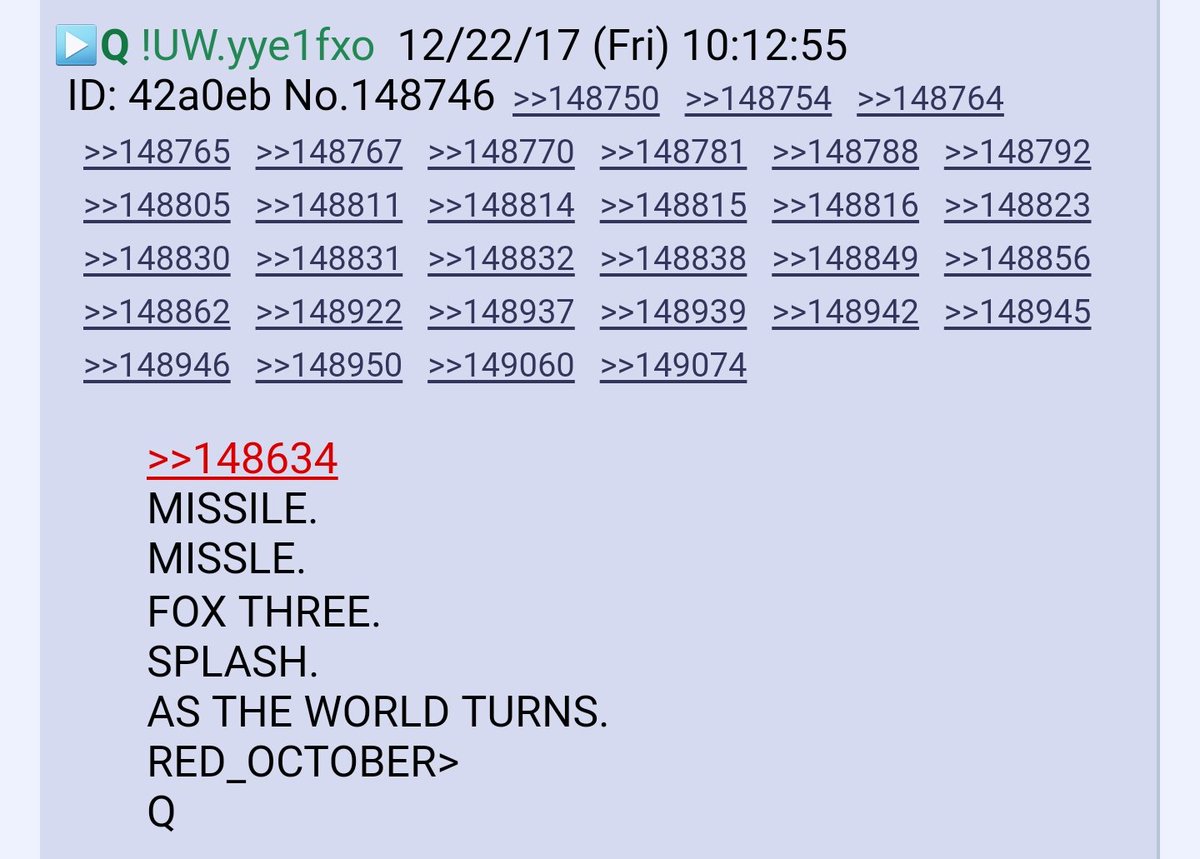 Q !UW.yye1fxo 12/22/17 (Fri) 10:12:55
ID: 42a0eb No.148746 >>148750 >>148754 >>148764
>>148765 >>148767 >>148770 >>148781 >>148788 >>148792
>>148805 >>148811 >>148814 >>148815 >>148816 >>148823
>>148830 >>148831 >>148832 >>148838 >>148849 >>148856
>>148862 >>148922 >>148937 >>148939 >>148942 >>148945
>>148946 >>148950 >>149060 >>149074
>>148634
MISSILE.
MISSLE.
FOX THREE.
SPLASH.
AS THE WORLD TURNS.
RED_OCTOBER>
Q